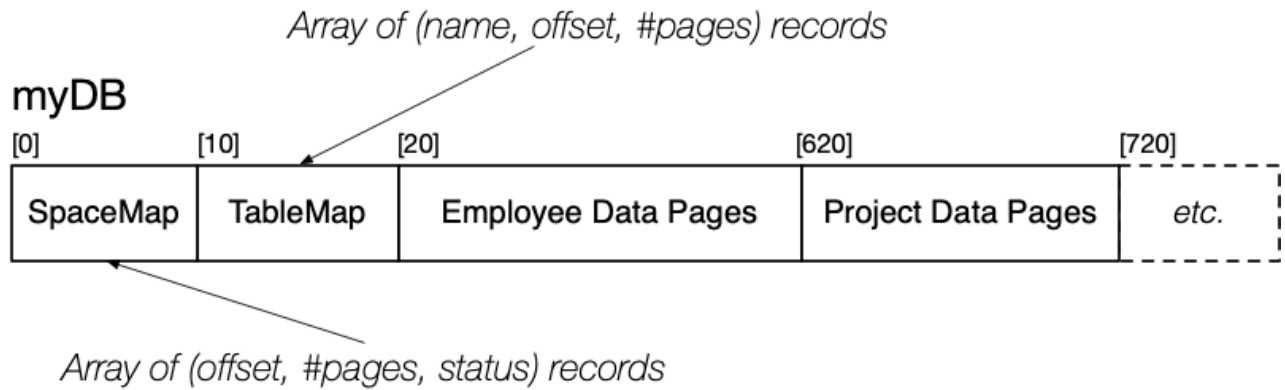 Array of (name, offset, #pages) records
myDB
[0] [10] [20] [620] [720]
SpaceMap TableMap Employee Data Pages Project Data Pages etc.
Array of (offset, #pages, status) records